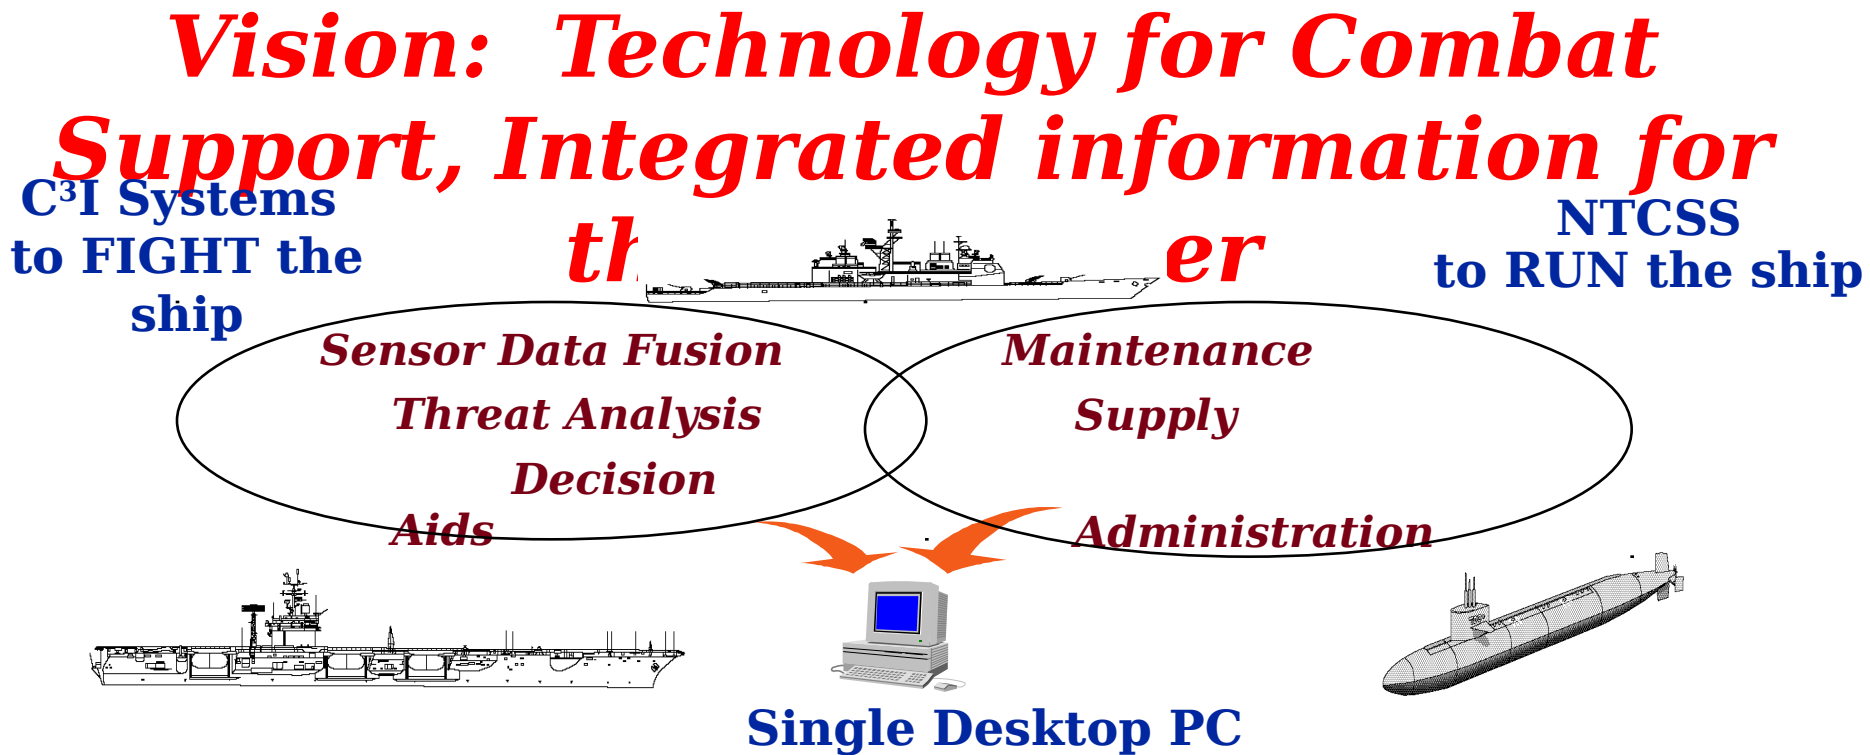 Vision: Technology for Combat
Support, Integrated information for
C³I Systems
to FIGHT the
ship
NTCSS
to RUN the ship
Sensor Data Fusion
Threat Analysis
Decision
Aids
Maintenance
Supply
Administration
Single Desktop PC